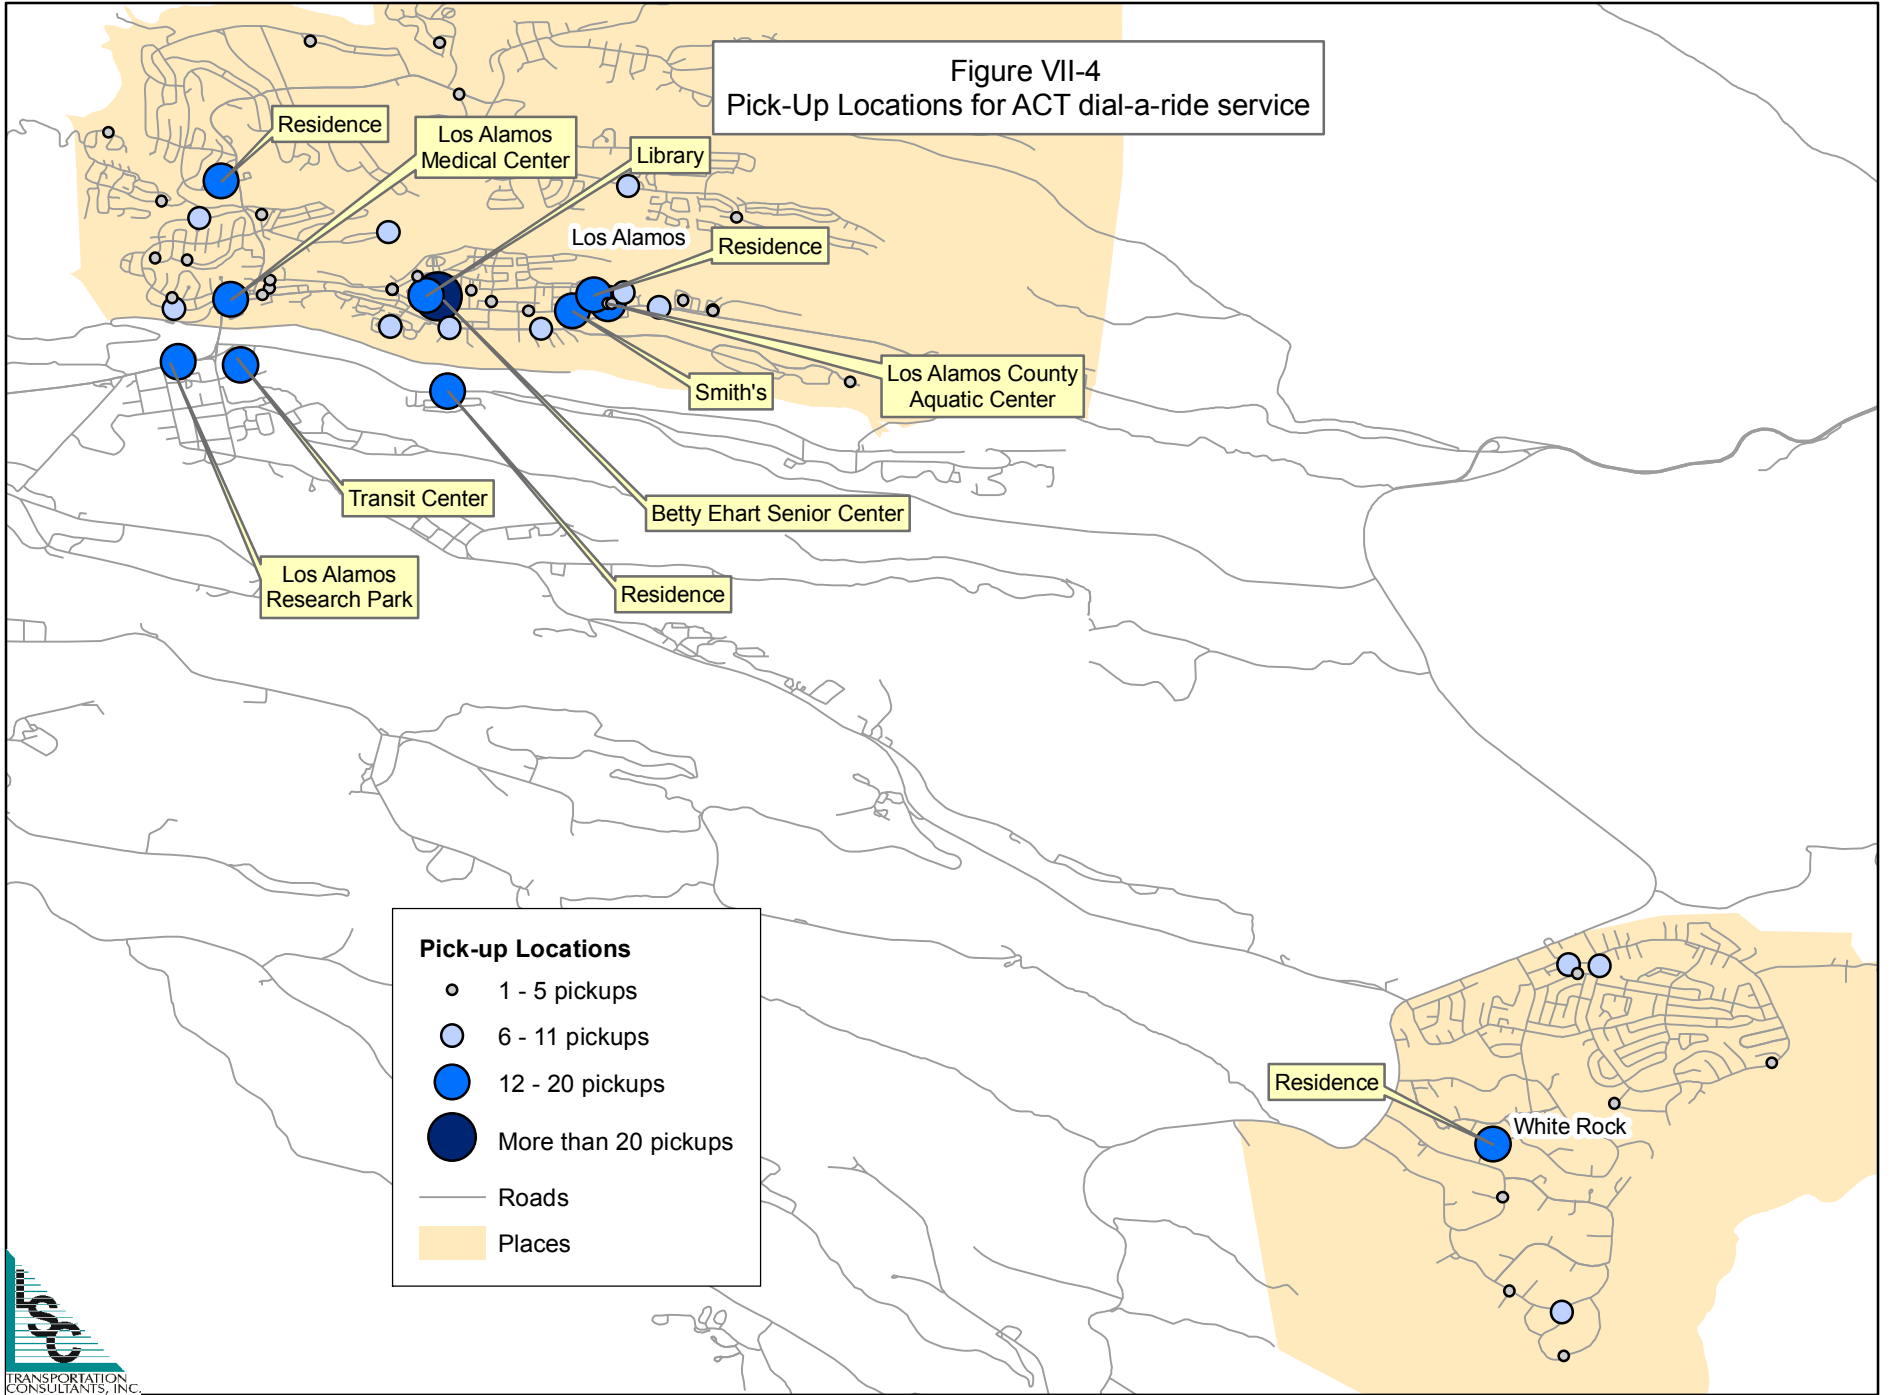 Figure VII-4
Pick-Up Locations for ACT dial-a-ride service
Residence
Los Alamos
Medical Center
Library
Los Alamos
Residence
Los Alamos County
Aquatic Center
Smith's
Transit Center
Betty Ehart Senior Center
Los Alamos
Research Park
Residence
Pick-up Locations
1 - 5 pickups
6 - 11 pickups
12 - 20 pickups
More than 20 pickups
Roads
Places
Residence
White Rock
LSC
TRANSPORTATION
CONSULTANTS, INC.